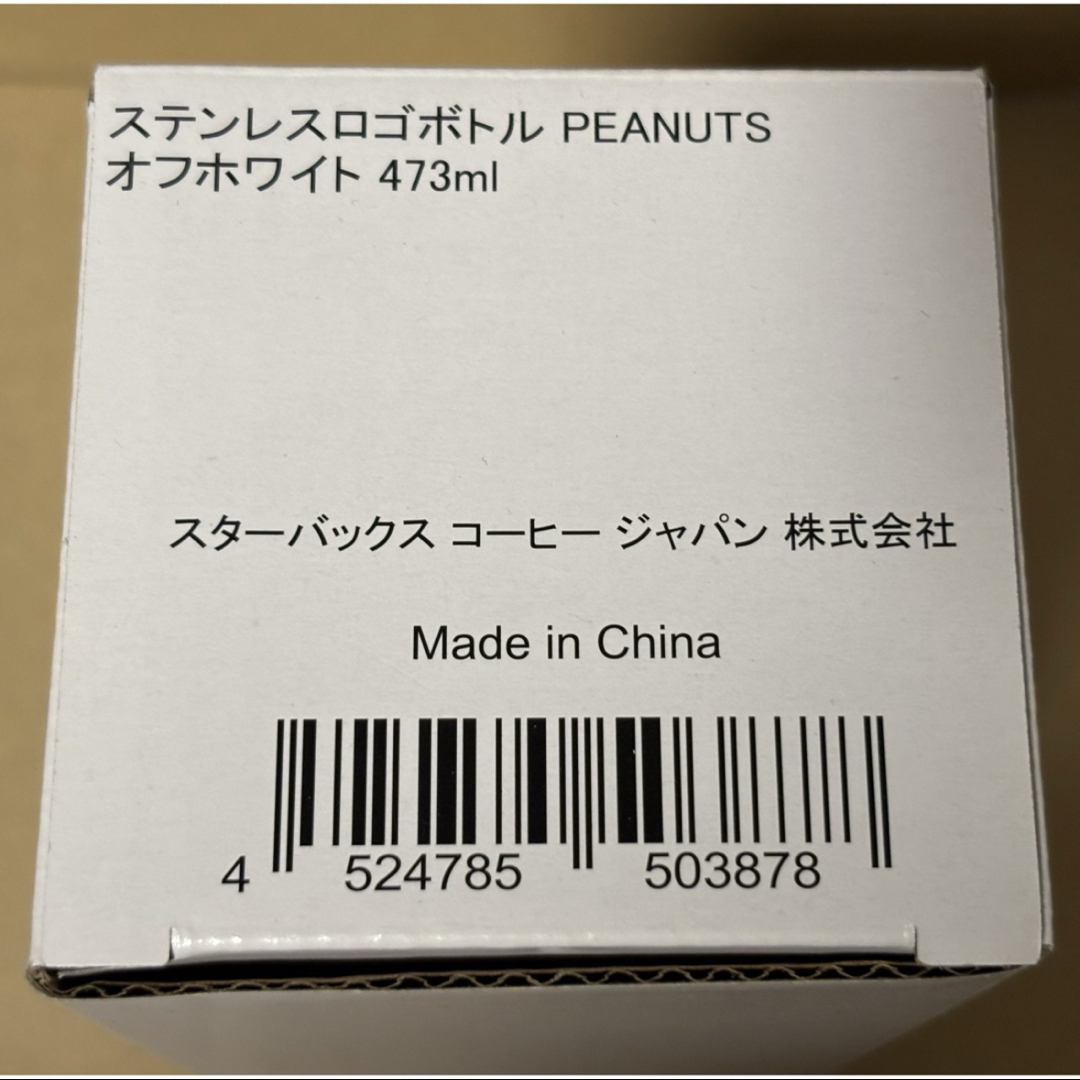 ステンレスロゴボトル PEANUTS
オフホワイト 473ml
スターバックス コーヒー ジャパン 株式会社
Made in China
4 524785 503878